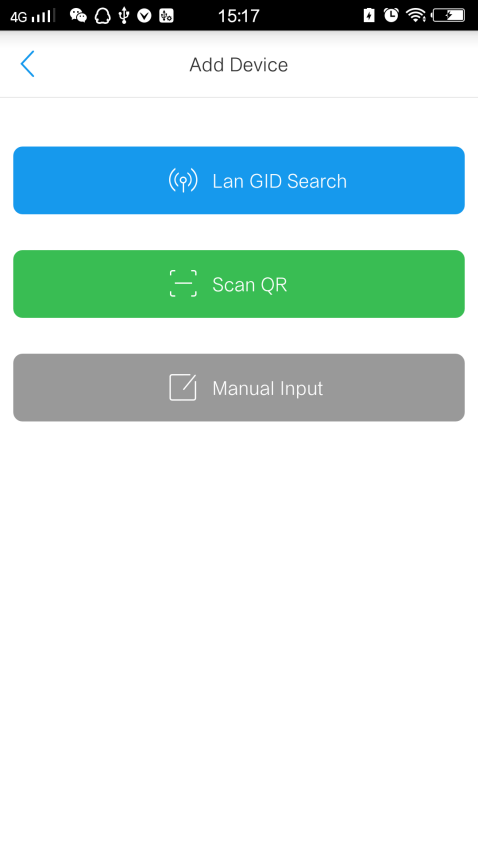 4G 15:17
Add Device
Lan GID Search
Scan QR
Manual Input